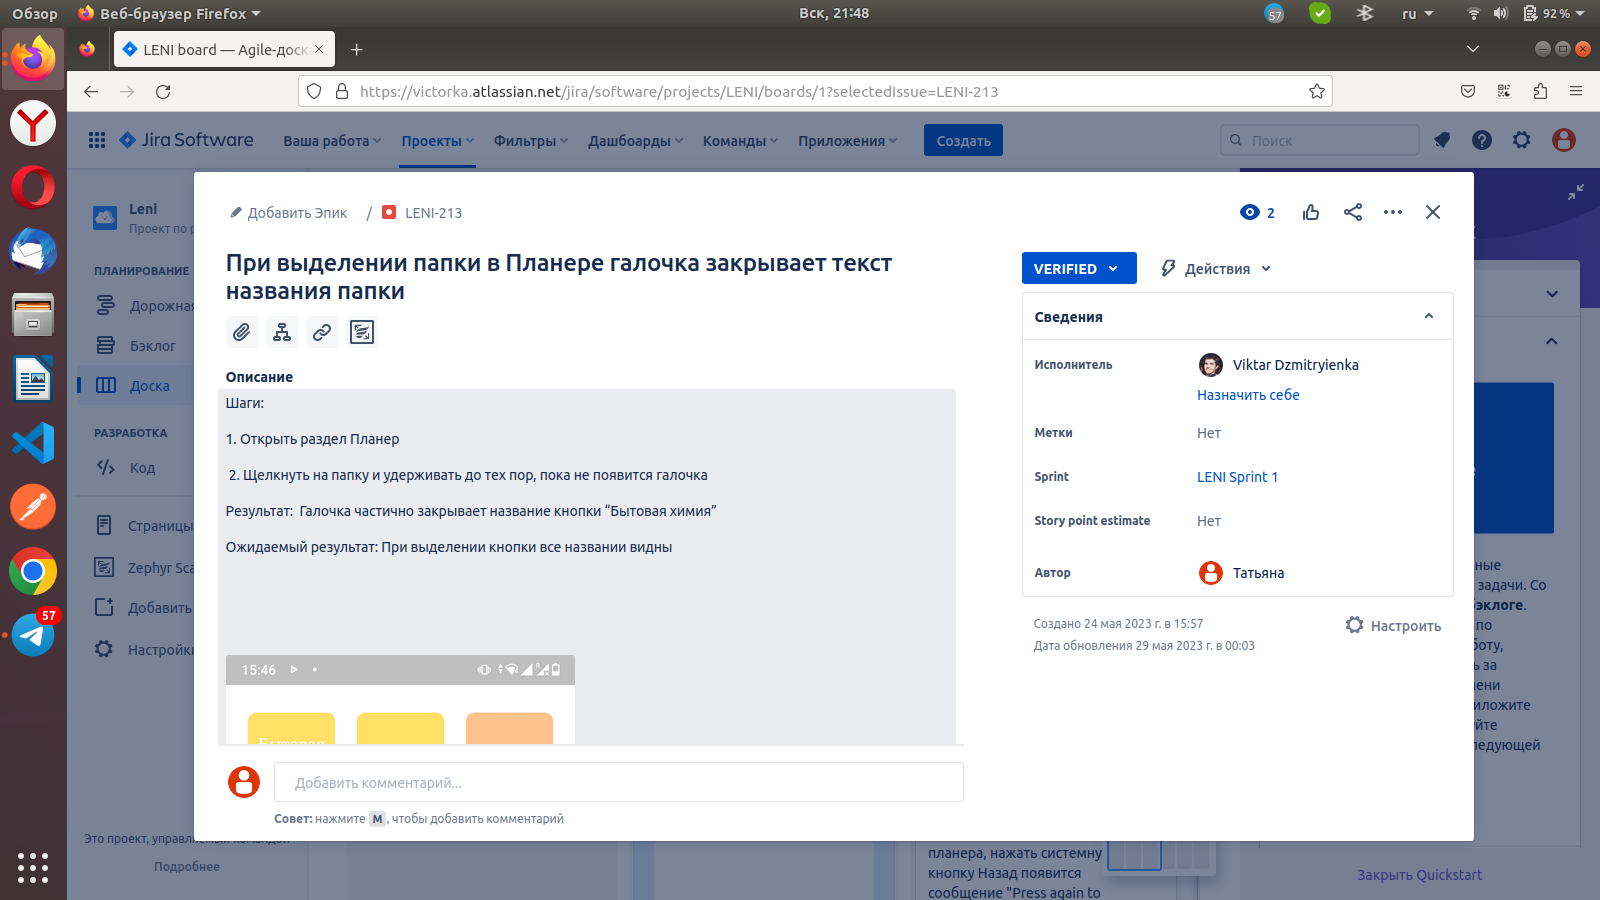 Обзор
Веб-браузер Firefox
Вск, 21:48
57
ru
92 %
LENI board — Agile-доск
https://victorka.atlassian.net/jira/software/projects/LENI/boards/1?selectedIssue=LENI-213
Jira Software
Ваша работа
Проекты
Фильтры
Дашбоарды
Команды
Приложения
Создать
Поиск
Leni
Проект по р
ПЛАНИРОВАНИЕ
Дорожная
Бэклог
Доска
РАЗРАБОТКА
Код
Страницы
Zephyr Sca
Добавить
Настройки
Это проект, управляемый командой
Подробнее
57
Добавить Эпик / LENI-213
2
При выделении папки в Планере галочка закрывает текст
названия папки
Описание
Шаги:
1. Открыть раздел Планер
2. Щелкнуть на папку и удерживать до тех пор, пока не появится галочка
Результат: Галочка частично закрывает название кнопки “Бытовая химия”
Ожидаемый результат: При выделении кнопки все названии видны
15:46
Бытовая
Добавить комментарий...
Совет: нажмите M, чтобы добавить комментарий
VERIFIED
Действия
Сведения
Исполнитель
Viktar Dzmitryienka
Назначить себе
Метки
Нет
Sprint
LENI Sprint 1
Story point estimate
Нет
Автор
Татьяна
Создано 24 мая 2023 г. в 15:57
Дата обновления 29 мая 2023 г. в 00:03
Настроить
ные
задачи. Со
эклоге.
по
боту,
ь за
ени
иложите
йте
ледующей
планера, нажать системну
кнопку Назад появится
сообщение "Press again to
Закрыть Quickstart